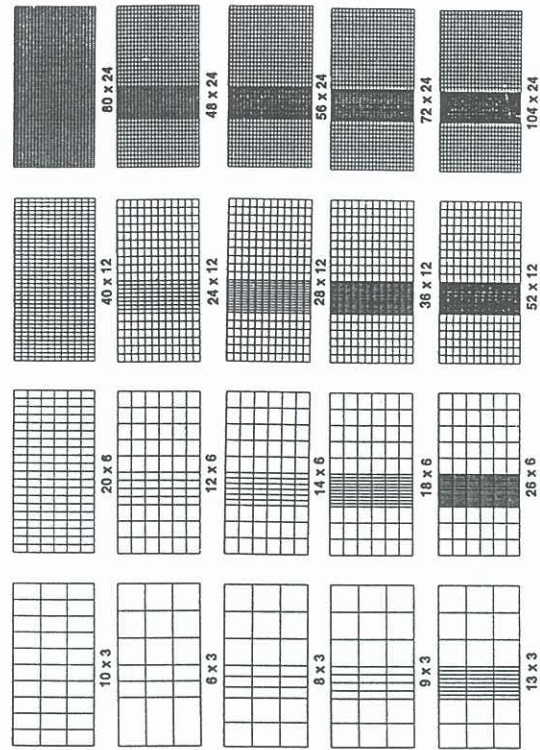 10 x 3
20 x 6
40 x 12
80 x 24
6 x 3
12 x 6
24 x 12
48 x 24
8 x 3
14 x 6
28 x 12
56 x 24
9 x 3
18 x 6
36 x 12
72 x 24
13 x 3
26 x 6
52 x 12
104 x 24